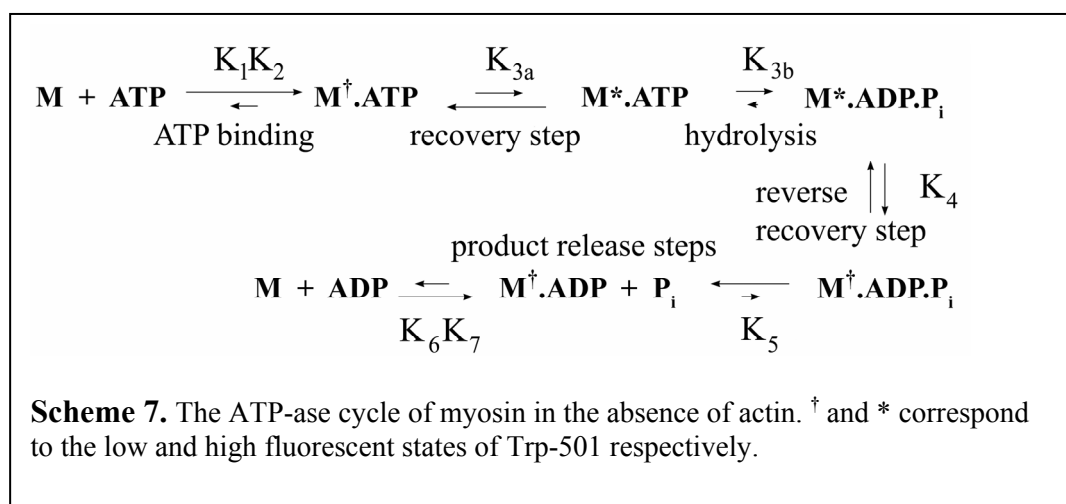 K₁K₂ K₃ₐ K₃b
M + ATP M†.ATP M*.ATP M*.ADP.Pᵢ
ATP binding recovery step hydrolysis
reverse K₄
recovery step
product release steps
M + ADP M†.ADP + Pᵢ M†.ADP.Pᵢ
K₆K₇ K₅
Scheme 7. The ATP-ase cycle of myosin in the absence of actin. † and * correspond
to the low and high fluorescent states of Trp-501 respectively.